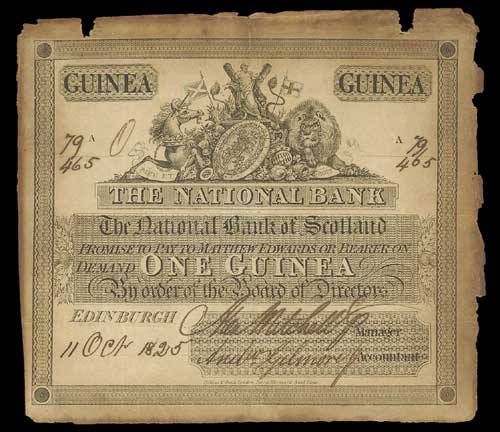 GUINEA GUINEA
79 A O A 79
465 465
THE NATIONAL BANK
The National Bank of Scotland
PROMISE TO PAY TO MATTHEW EDWARDS OR BEARER ON
DEMAND ONE GUINEA
By order of the Board of Directors
EDINBURGH Mitchell Manager
11 Oct 1825 Accountant